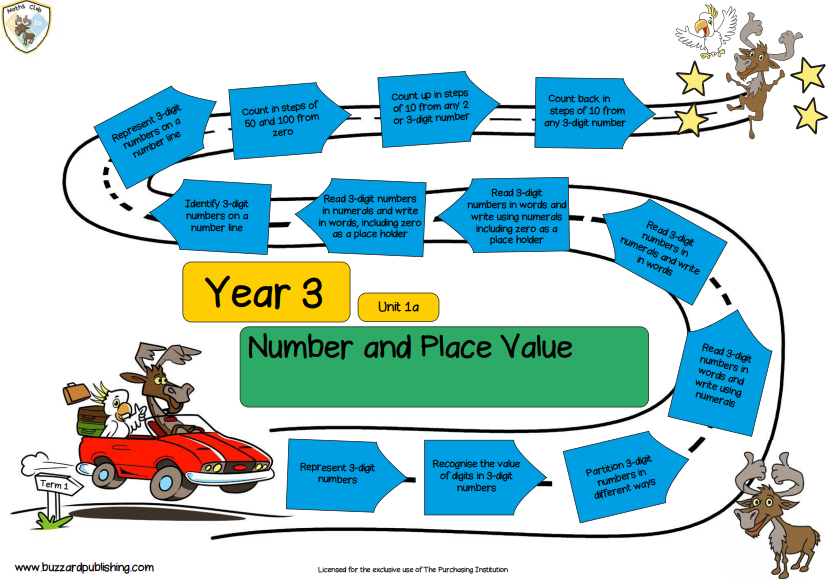 Maths Club
Represent 3-digit
numbers on a
number line
Count in steps of
50 and 100 from
zero
Count up in steps
of 10 from any 2
or 3-digit number
Count back in
steps of 10 from
any 3-digit number
Identify 3-digit
numbers on a
number line
Read 3-digit numbers
in numerals and write
in words, including zero
as a place holder
Read 3-digit
numbers in words and
write using numerals
including zero as a
place holder
Read 3-digit
numbers in
numerals and write
in words
Year 3
Unit 1a
Number and Place Value
Read 3-digit
numbers in
words and
write using
numerals
Represent 3-digit
numbers
Recognise the value
of digits in 3-digit
numbers
Partition 3-digit
numbers in
different ways
Term 1
www.buzzardpublishing.com
Licensed for the exclusive use of The Purchasing Institution